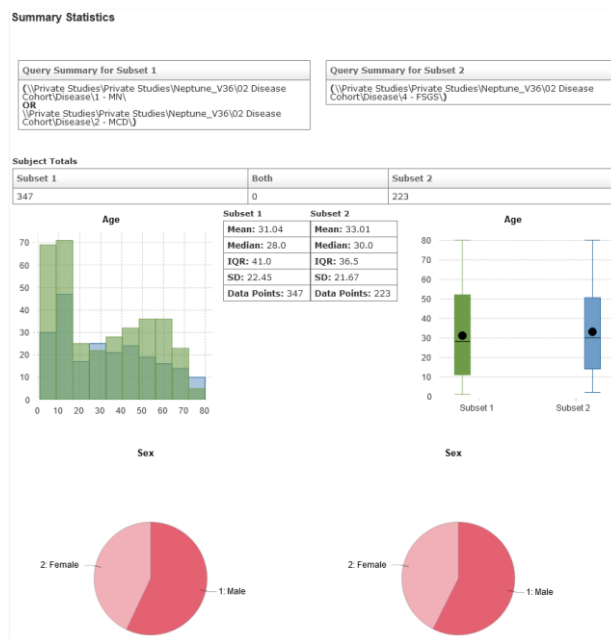 Summary Statistics
Query Summary for Subset 1
(\\Private Studies\Private Studies\Neptune_V36\02 Disease
Cohort\Disease\1 - MN\
OR
\\Private Studies\Private Studies\Neptune_V36\02 Disease
Cohort\Disease\2 - MCD\)
Query Summary for Subset 2
(\\Private Studies\Private Studies\Neptune_V36\02 Disease
Cohort\Disease\4 - FSGS\)
Subject Totals
Subset 1 Both Subset 2
347 0 223
Age
70
60
50
40
30
20
10
0
0 10 20 30 40 50 60 70 80
Subset 1 Subset 2
Mean: 31.04 Mean: 33.01
Median: 28.0 Median: 30.0
IQR: 41.0 IQR: 36.5
SD: 22.45 SD: 21.67
Data Points: 347 Data Points: 223
Age
80
70
60
50
40
30
20
10
0
Subset 1 Subset 2
Sex
2: Female
1: Male
Sex
2: Female
1: Male